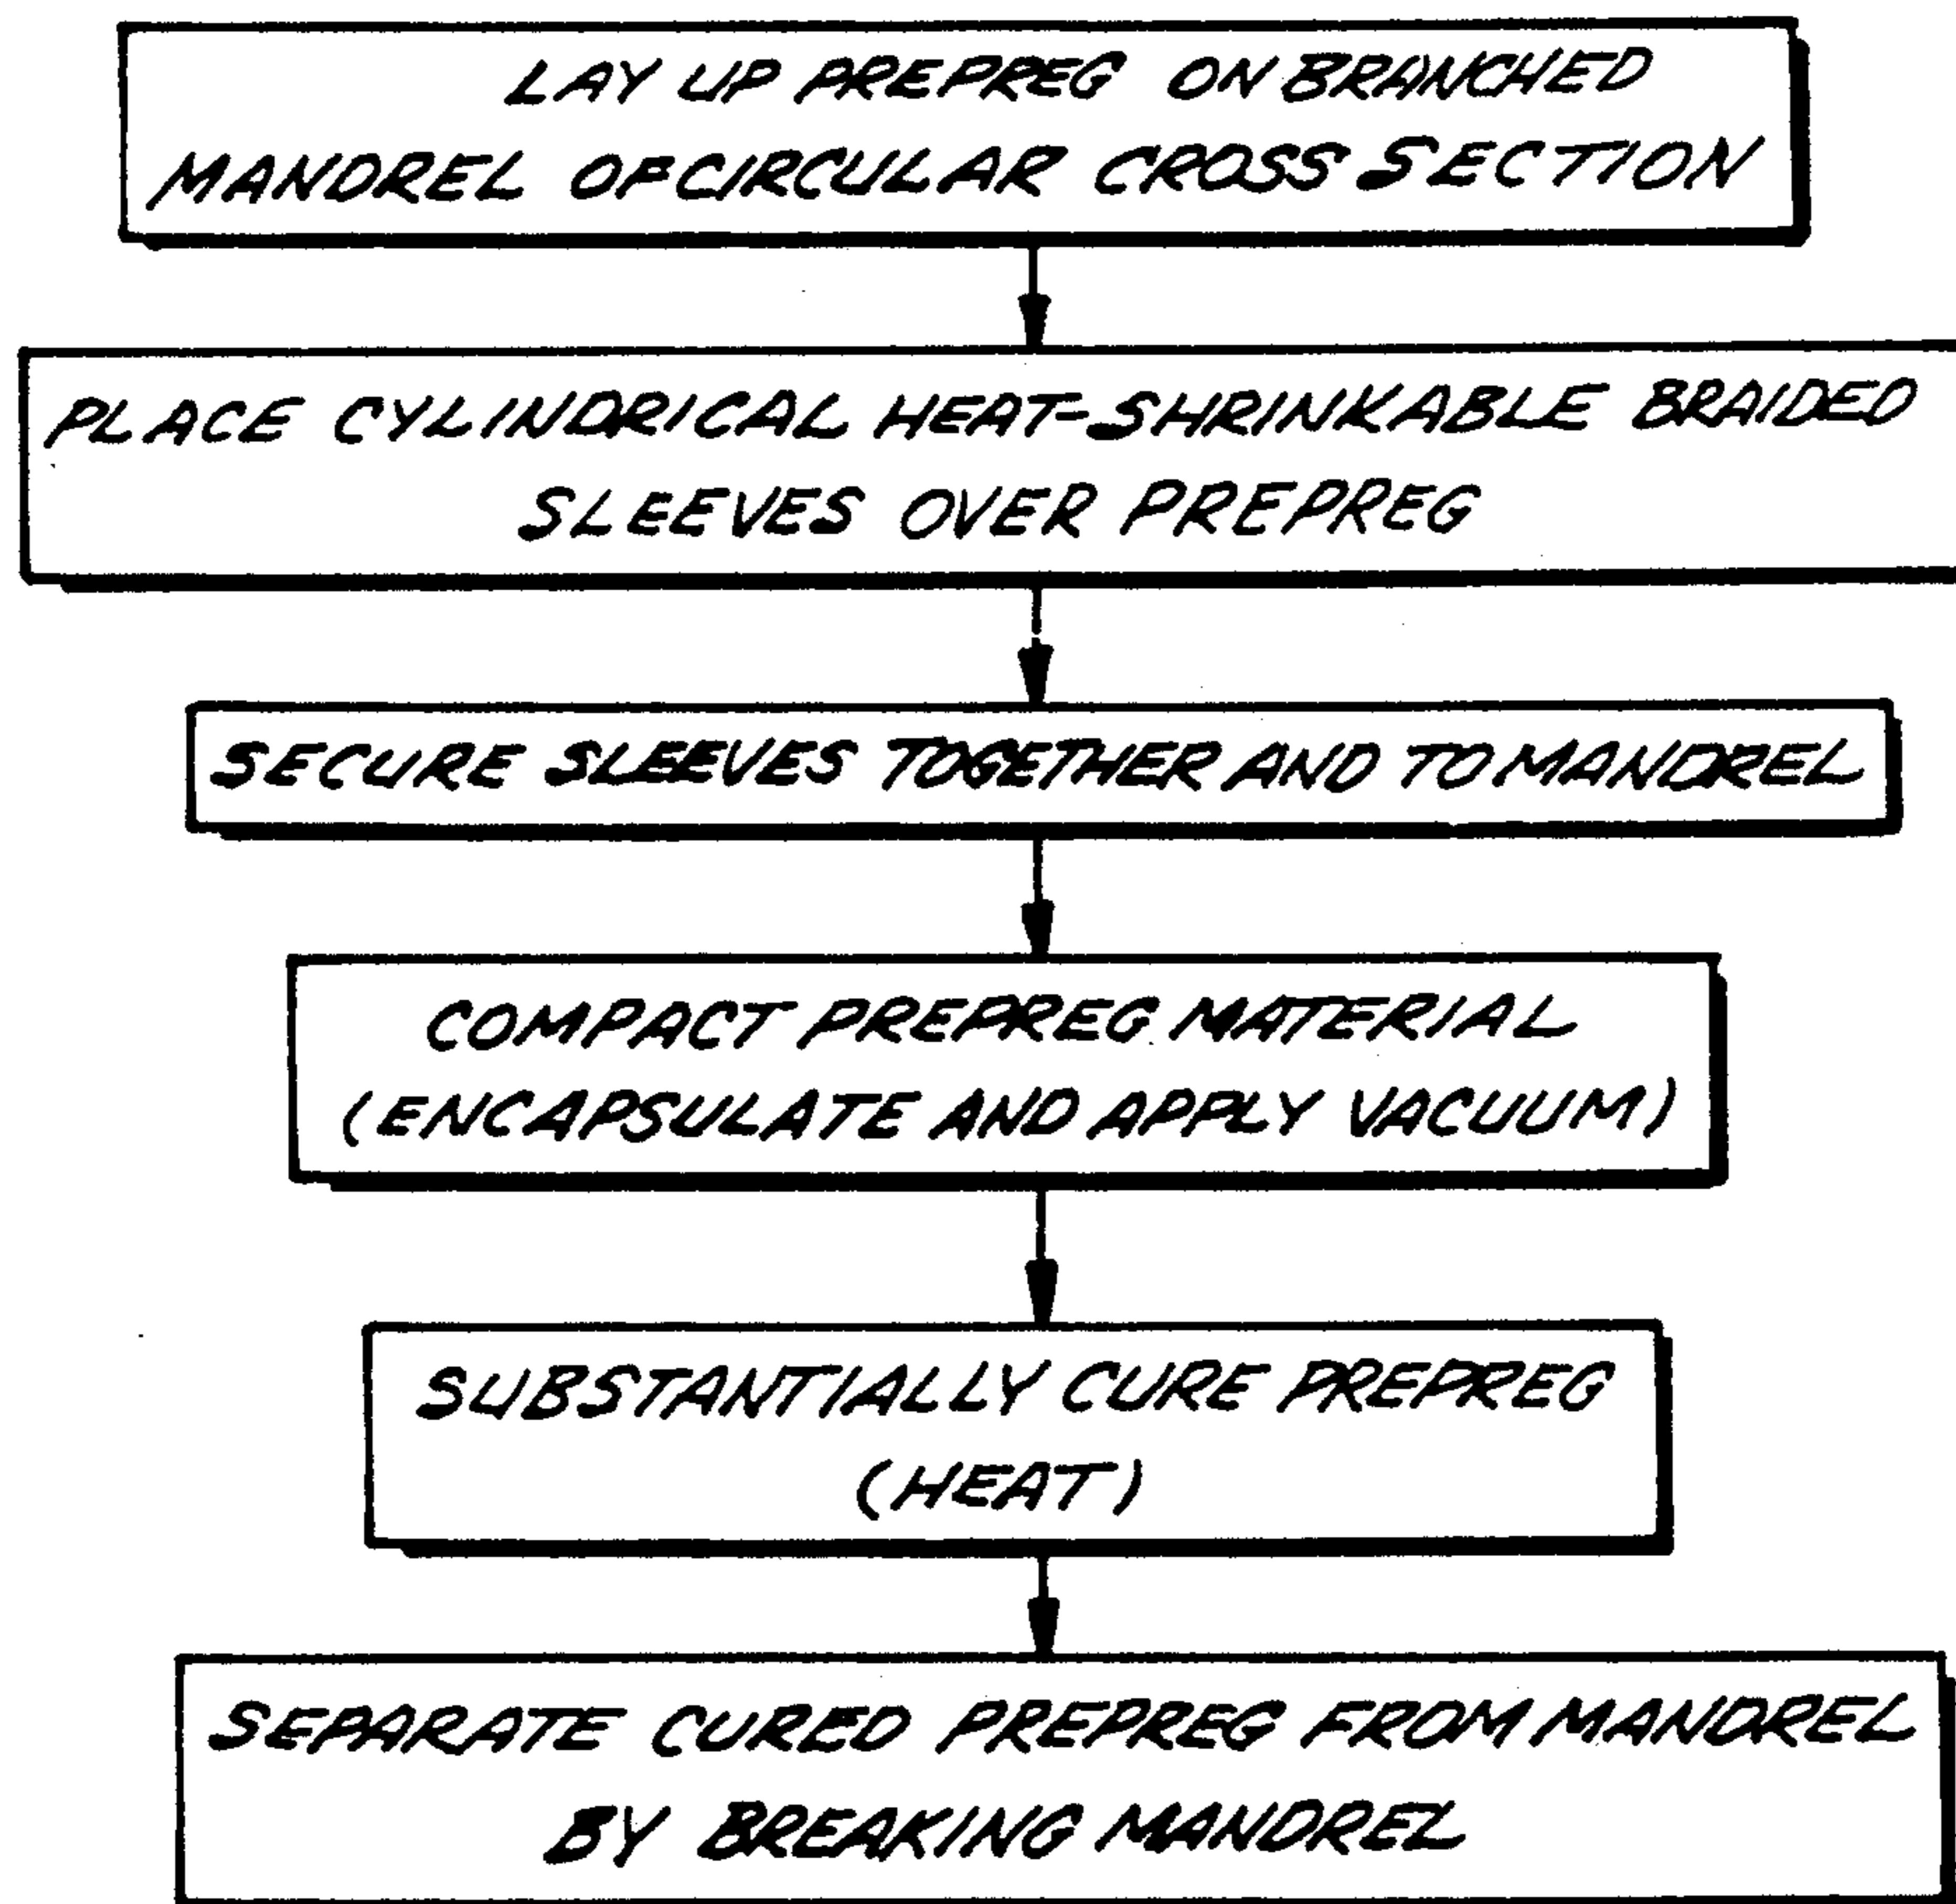 LAY UP PREPREG ON BRANCHED
MANDREL OF CIRCULAR CROSS SECTION
PLACE CYLINDRICAL HEAT-SHRINKABLE BRAIDED
SLEEVES OVER PREPREG
SECURE SLEEVES TOGETHER AND TO MANDREL
COMPACT PREPREG MATERIAL
(ENCAPSULATE AND APPLY VACUUM)
SUBSTANTIALLY CURE PREPREG
(HEAT)
SEPARATE CURED PREPREG FROM MANDREL
BY BREAKING MANDREL